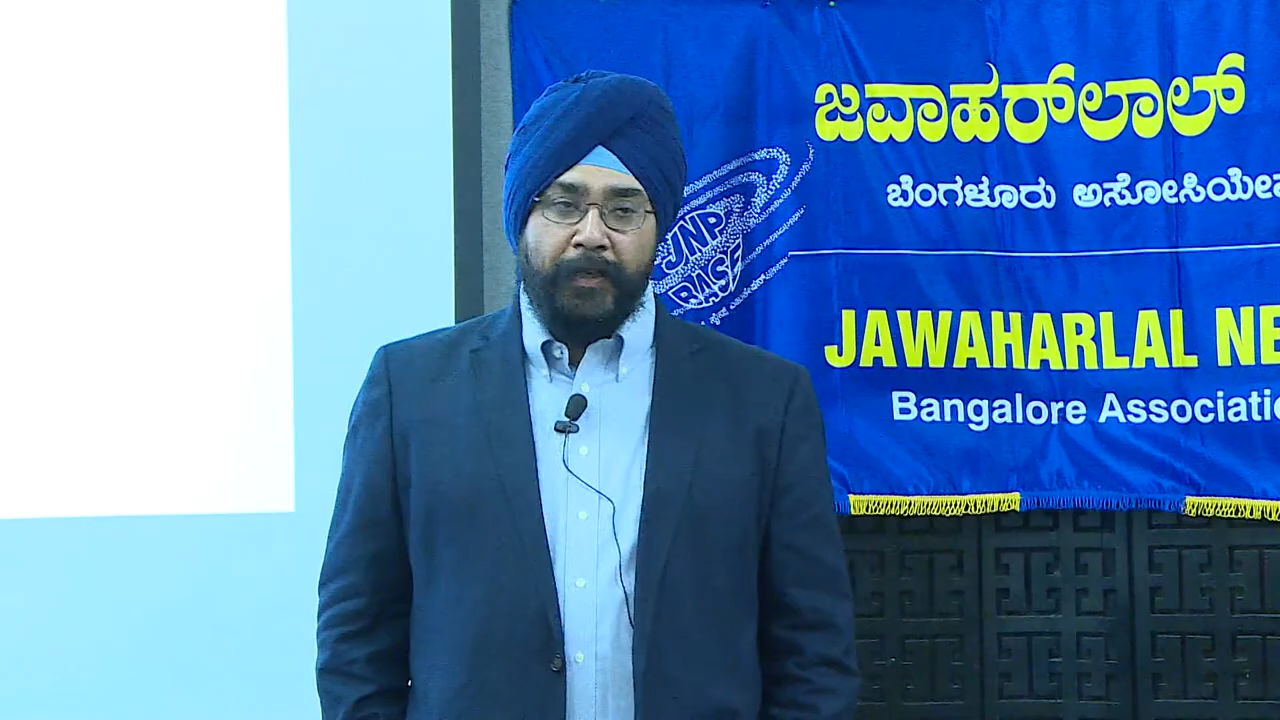 ಜವಾಹರ್‌ಲಾಲ್
ಬೆಂಗಳೂರು ಅಸೋಸಿಯೇ
JNP
BASE
JAWAHARLAL NE
Bangalore Associatio